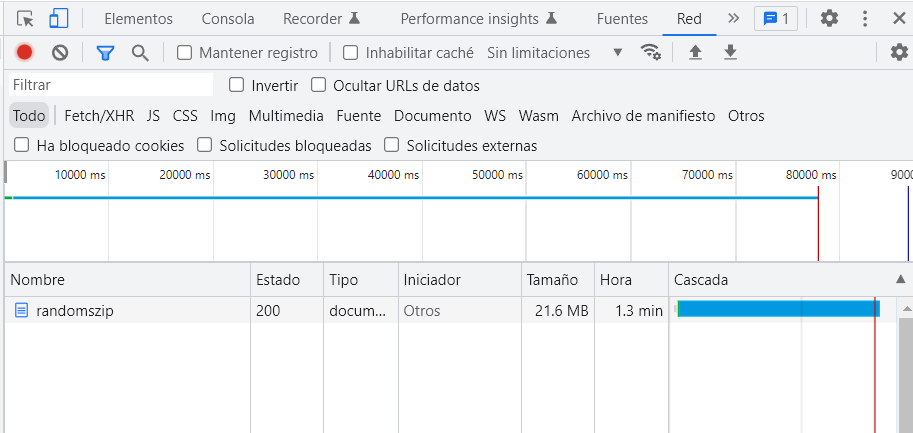 Elementos Consola Recorder Performance insights Fuentes Red » 1
Mantener registro Inhabilitar caché Sin limitaciones
Filtrar Invertir Ocultar URLs de datos
Todo Fetch/XHR JS CSS Img Multimedia Fuente Documento WS Wasm Archivo de manifiesto Otros
Ha bloqueado cookies Solicitudes bloqueadas Solicitudes externas
10000 ms 20000 ms 30000 ms 40000 ms 50000 ms 60000 ms 70000 ms 80000 ms 9000
Nombre Estado Tipo Iniciador Tamaño Hora Cascada
randomszip 200 docum... Otros 21.6 MB 1.3 min